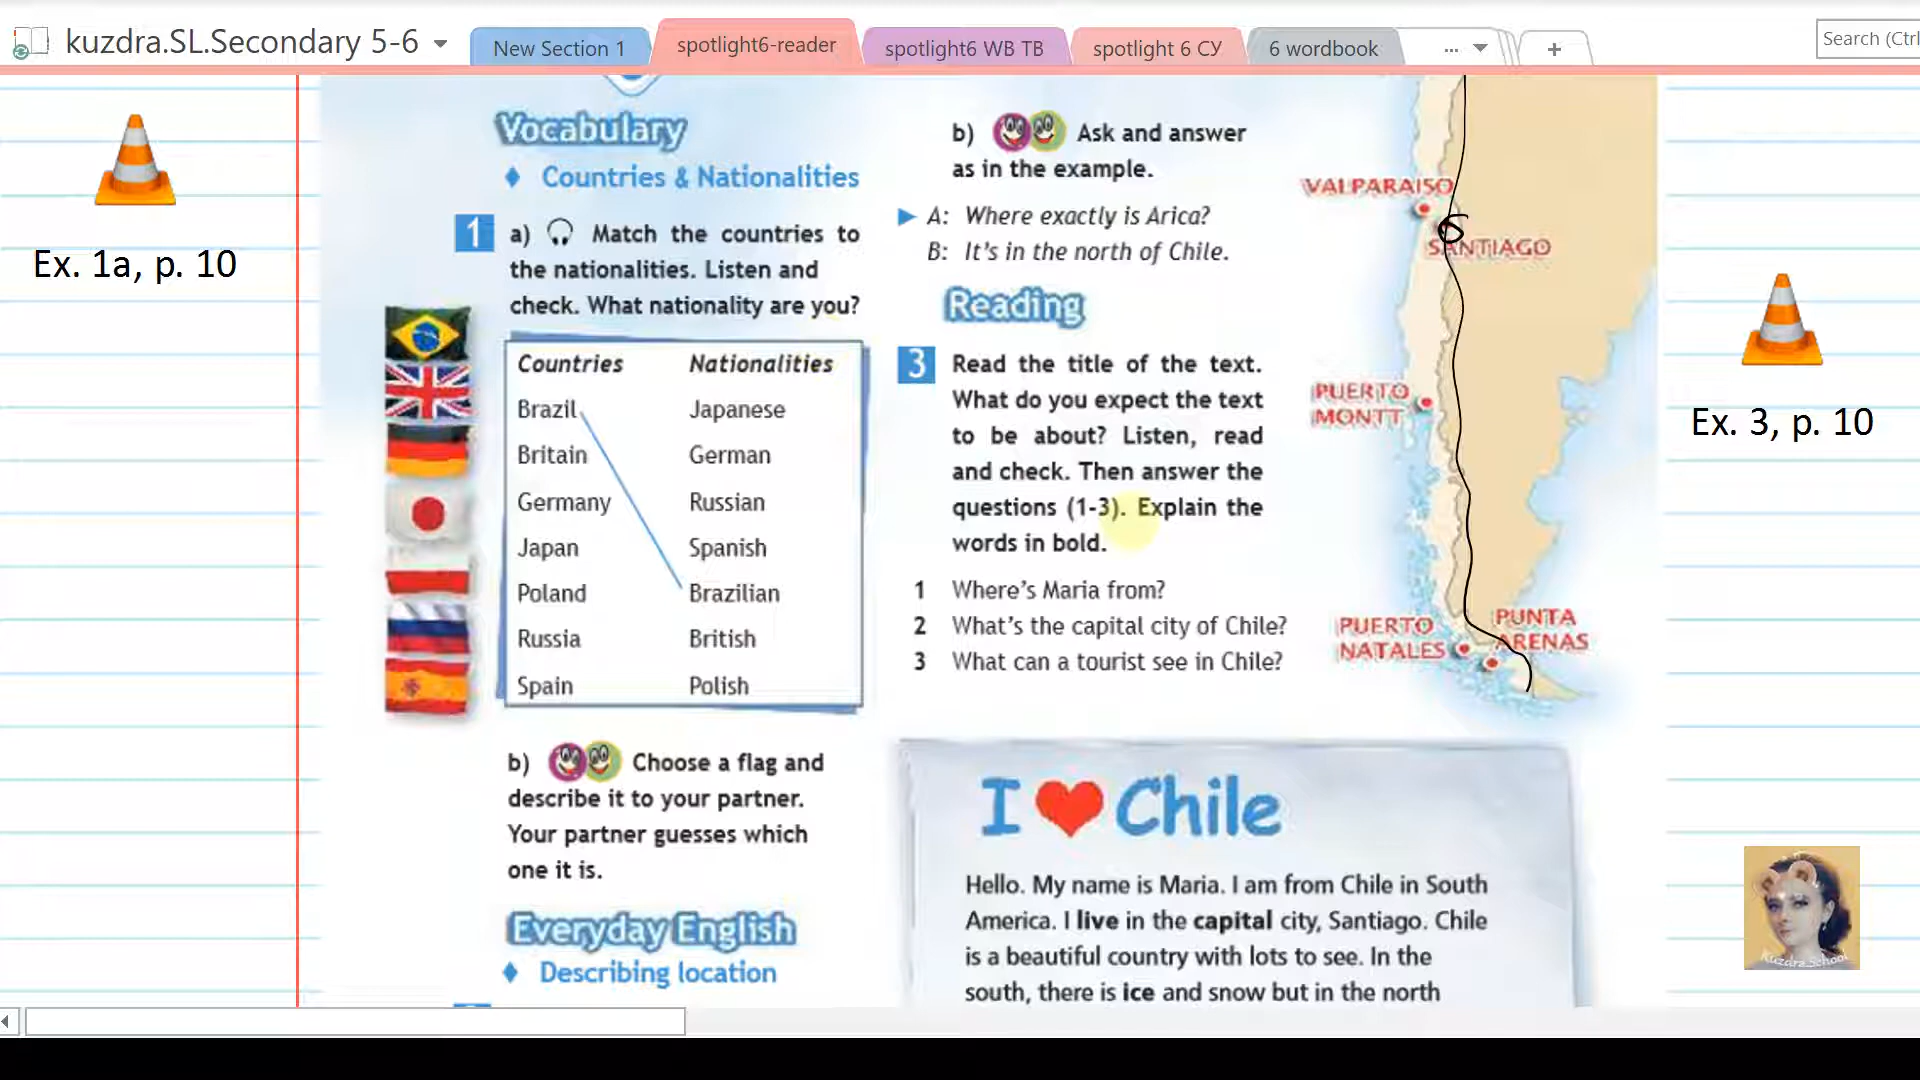 kuzdra.SL.Secondary 5-6
New Section 1
spotlight6-reader
spotlight6 WB TB
spotlight 6 СУ
6 wordbook
...
+
Search (Ctrl
Ex. 1a, p. 10
Vocabulary
Countries & Nationalities
1 a) Match the countries to
the nationalities. Listen and
check. What nationality are you?
Countries Nationalities
Brazil Japanese
Britain German
Germany Russian
Japan Spanish
Poland Brazilian
Russia British
Spain Polish
b) Choose a flag and
describe it to your partner.
Your partner guesses which
one it is.
Everyday English
Describing location
b) Ask and answer
as in the example.
A: Where exactly is Arica?
B: It's in the north of Chile.
Reading
3 Read the title of the text.
What do you expect the text
to be about? Listen, read
and check. Then answer the
questions (1-3). Explain the
words in bold.
1 Where's Maria from?
2 What's the capital city of Chile?
3 What can a tourist see in Chile?
VALPARAISO
SANTIAGO
PUERTO
MONTT
PUERTO
NATALES
PUNTA
ARENAS
I ❤ Chile
Hello. My name is Maria. I am from Chile in South
America. I live in the capital city, Santiago. Chile
is a beautiful country with lots to see. In the
south, there is ice and snow but in the north
Ex. 3, p. 10
Kuzdra.School